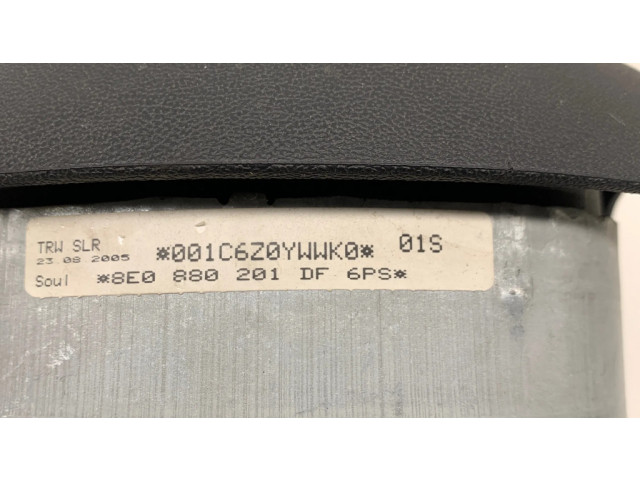 TRW SLR *001C6Z0YWWK0* 01S
23 08 2005
Soul *8E0 880 201 DF 6PS*